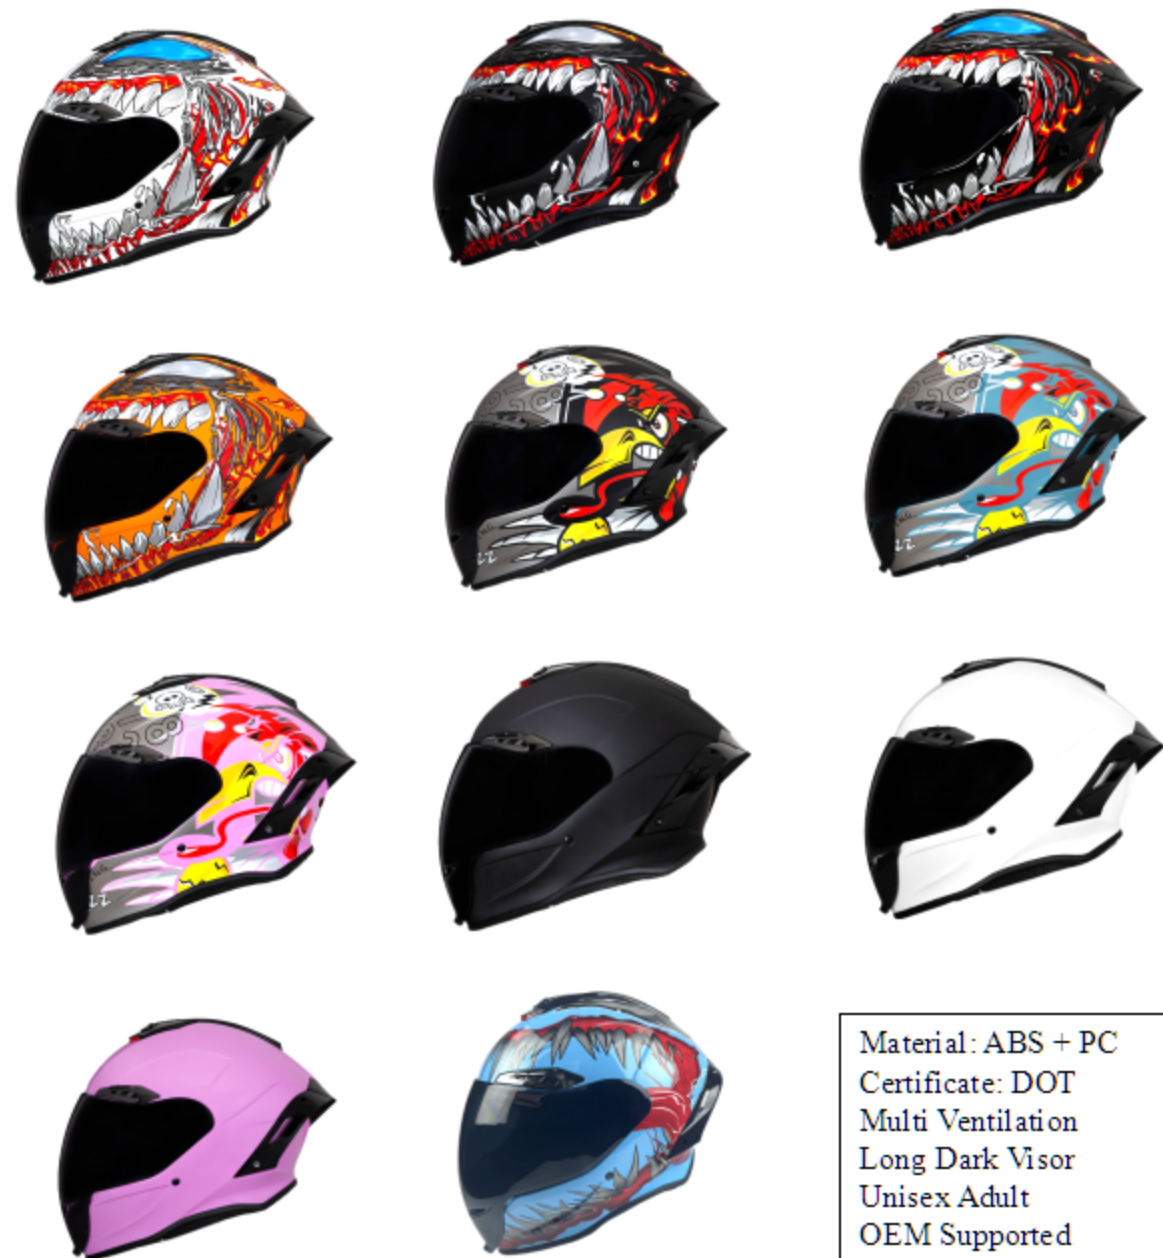 Material: ABS + PC
Certificate: DOT
Multi Ventilation
Long Dark Visor
Unisex Adult
OEM Supported